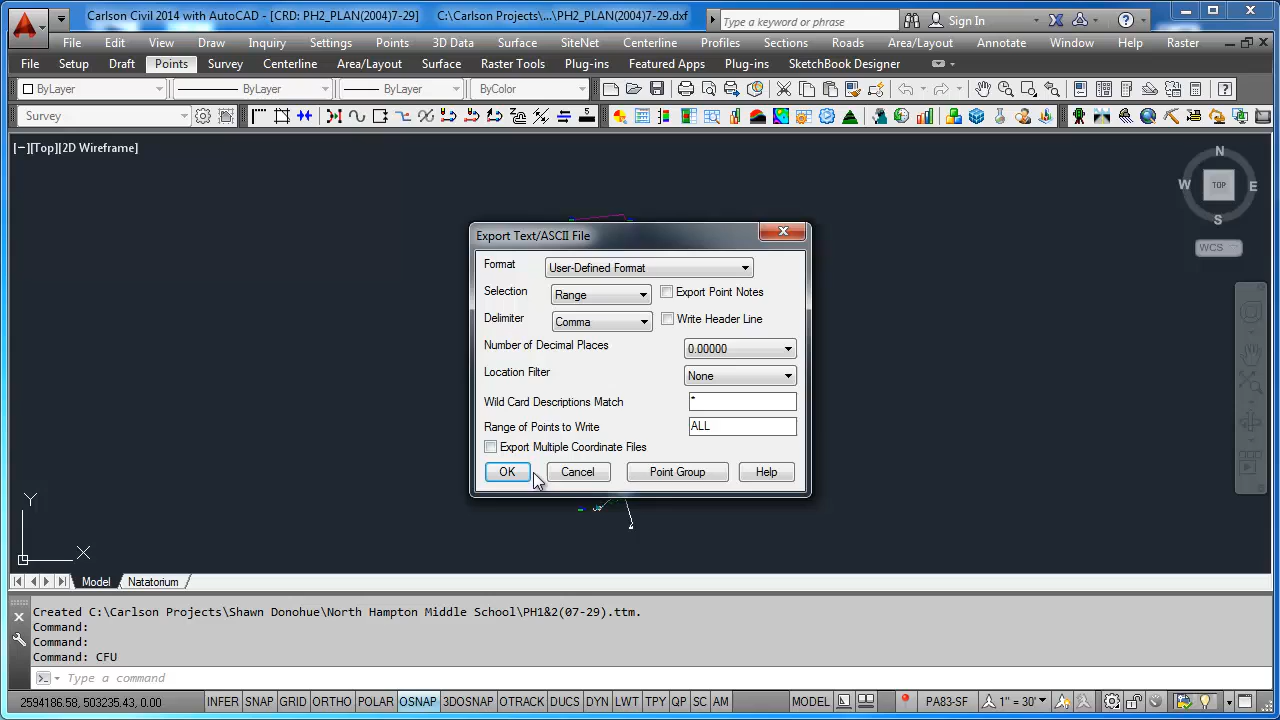 Carlson Civil 2014 with AutoCAD - [CRD: PH2_PLAN(2004)7-29] C:\Carlson Projects\...\PH2_PLAN(2004)7-29.dxf
Type a keyword or phrase
Sign In
File Edit View Draw Inquiry Settings Points 3D Data Surface SiteNet Centerline Profiles Sections Roads Area/Layout Annotate Window Help Raster
File Setup Draft Points Survey Centerline Area/Layout Surface Raster Tools Plug-ins Featured Apps Plug-ins SketchBook Designer
ByLayer ByLayer ByLayer ByColor
Survey
[−][Top][2D Wireframe]
N
W TOP E
S
WCS
Export Text/ASCII File
Format User-Defined Format
Selection Range Export Point Notes
Delimiter Comma Write Header Line
Number of Decimal Places 0.00000
Location Filter None
Wild Card Descriptions Match *
Range of Points to Write ALL
Export Multiple Coordinate Files
OK Cancel Point Group Help
Y
X
Model Natatorium
Created C:\Carlson Projects\Shawn Donohue\North Hampton Middle School\PH1&2(07-29).ttm.
Command:
Command:
Command: CFU
Type a command
2594186.58, 503235.43, 0.00 INFER SNAP GRID ORTHO POLAR OSNAP 3DOSNAP OTRACK DUCS DYN LWT TPY QP SC AM MODEL PA83-SF 1" = 30'